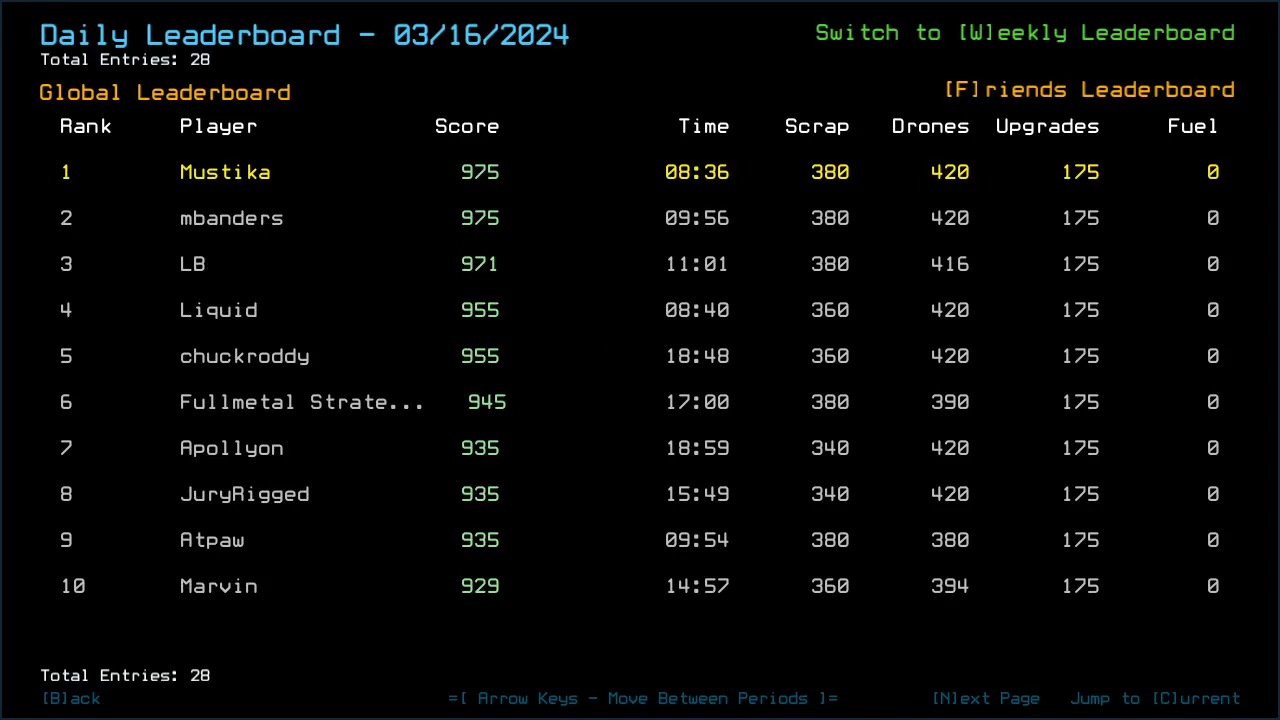 Daily Leaderboard - 03/16/2024 Switch to [W]eekly Leaderboard
Total Entries: 28
Global Leaderboard [F]riends Leaderboard
Rank Player Score Time Scrap Drones Upgrades Fuel
1 Mustika 975 08:36 380 420 175 0
2 mbanders 975 09:56 380 420 175 0
3 LB 971 11:01 380 416 175 0
4 Liquid 955 08:40 360 420 175 0
5 chuckroddy 955 18:48 360 420 175 0
6 Fullmetal Strate... 945 17:00 380 390 175 0
7 Apollyon 935 18:59 340 420 175 0
8 JuryRigged 935 15:49 340 420 175 0
9 Atpaw 935 09:54 380 380 175 0
10 Marvin 929 14:57 360 394 175 0
Total Entries: 28
[B]ack =[ Arrow Keys - Move Between Periods ]= [N]ext Page Jump to [C]urrent